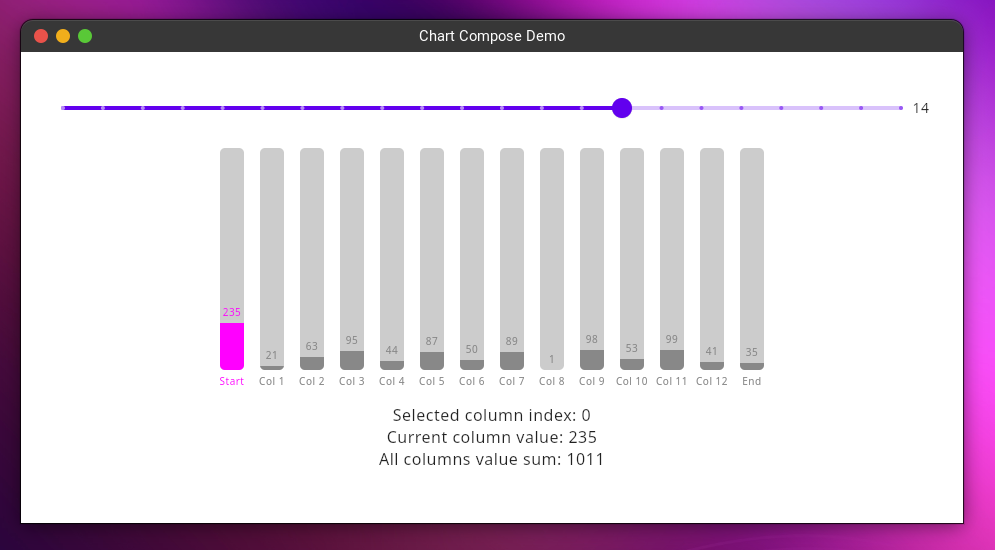 Chart Compose Demo
14
235 21 63 95 44 87 50 89 1 98 53 99 41 35
Start Col 1 Col 2 Col 3 Col 4 Col 5 Col 6 Col 7 Col 8 Col 9 Col 10 Col 11 Col 12 End
Selected column index: 0
Current column value: 235
All columns value sum: 1011